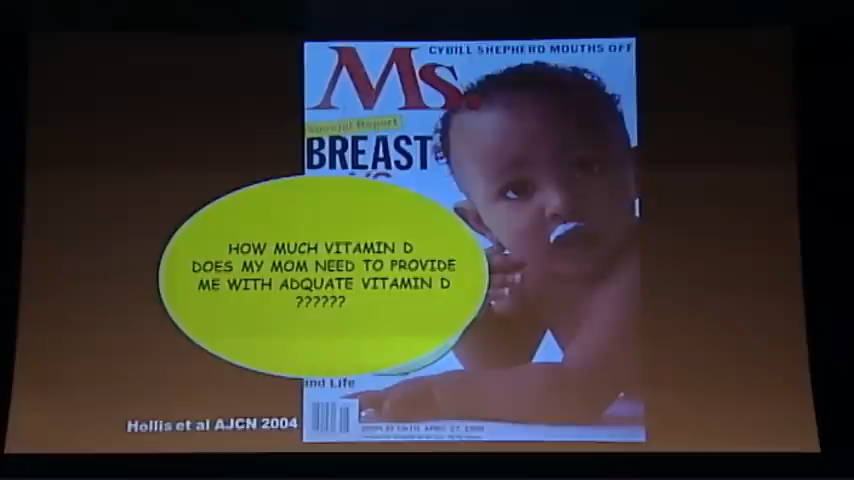 CYBILL SHEPHERD MOUTHS OFF
Ms.
Special Report
BREAST
HOW MUCH VITAMIN D
DOES MY MOM NEED TO PROVIDE
ME WITH ADQUATE VITAMIN D
??????
and Life
Hollis et al AJCN 2004